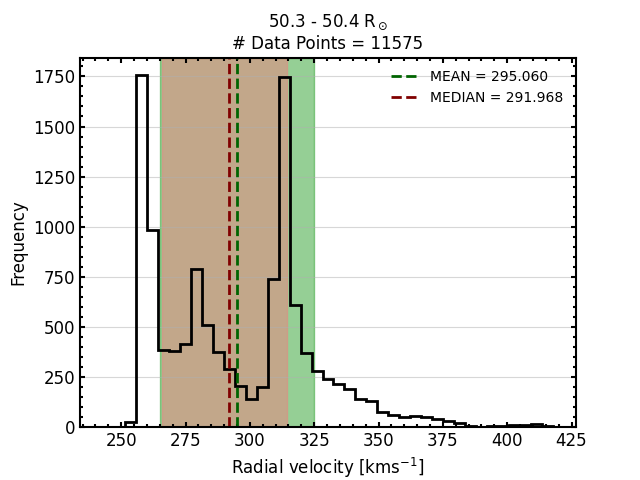 50.3 - 50.4 R⊙
# Data Points = 11575
MEAN = 295.060
MEDIAN = 291.968
Frequency
1750
1500
1250
1000
750
500
250
0
250 275 300 325 350 375 400 425
Radial velocity [kms⁻¹]